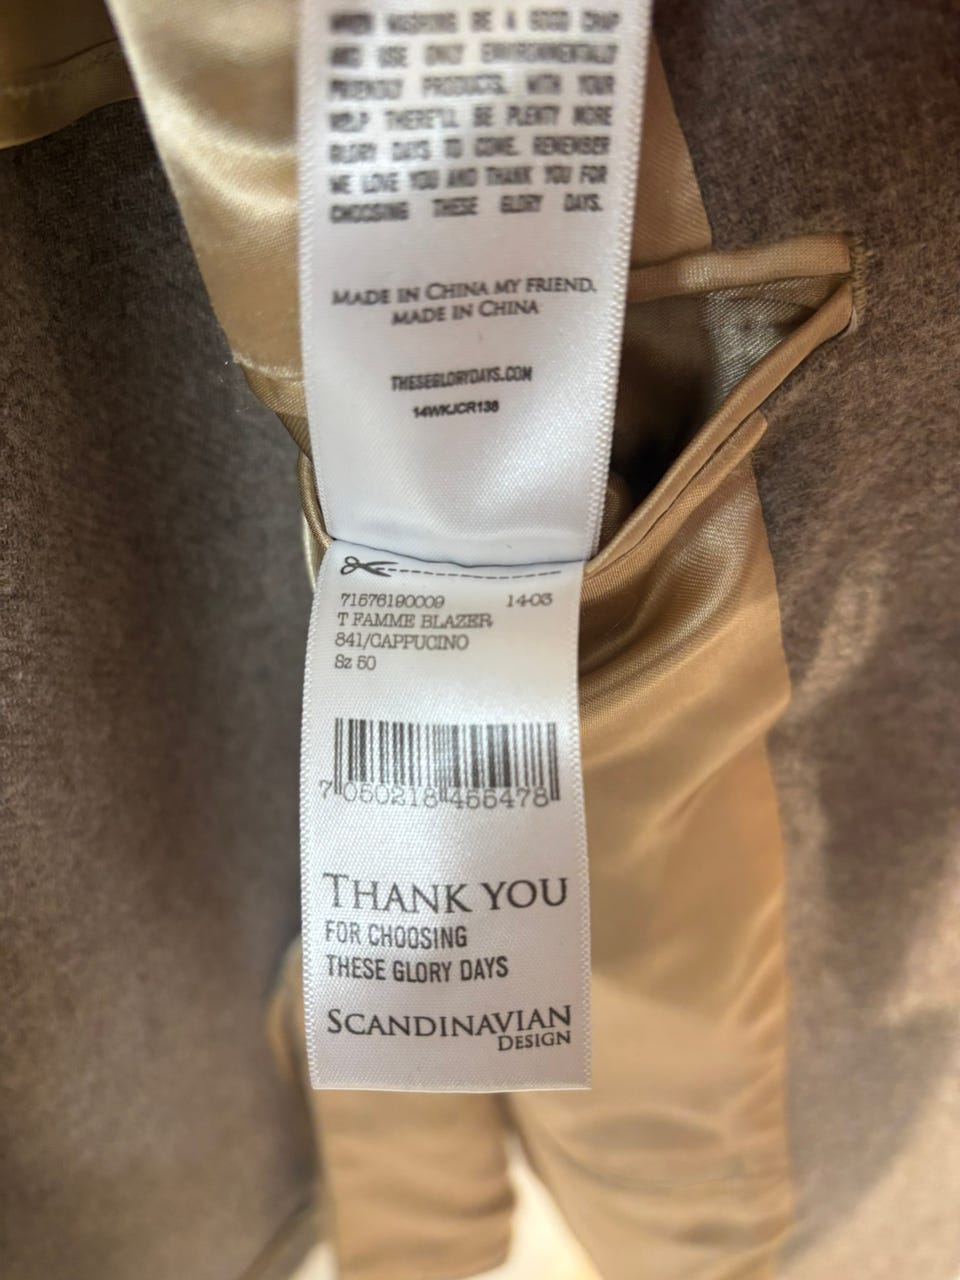 WHEN WASHING BE A GOOD CHAP
AND USE ONLY ENVIRONMENTALLY
FRIENDLY PRODUCTS. WITH YOUR
HELP THERE'LL BE PLENTY MORE
GLORY DAYS TO COME. REMEMBER
WE LOVE YOU AND THANK YOU FOR
CHOOSING THESE GLORY DAYS.
MADE IN CHINA MY FRIEND,
MADE IN CHINA
THESEGLORYDAYS.COM
14WKJCR138
71576190009 14-03
T FAMME BLAZER
841/CAPPUCINO
Sz 50
7 050218 455478
THANK YOU
FOR CHOOSING
THESE GLORY DAYS
SCANDINAVIAN
DESIGN